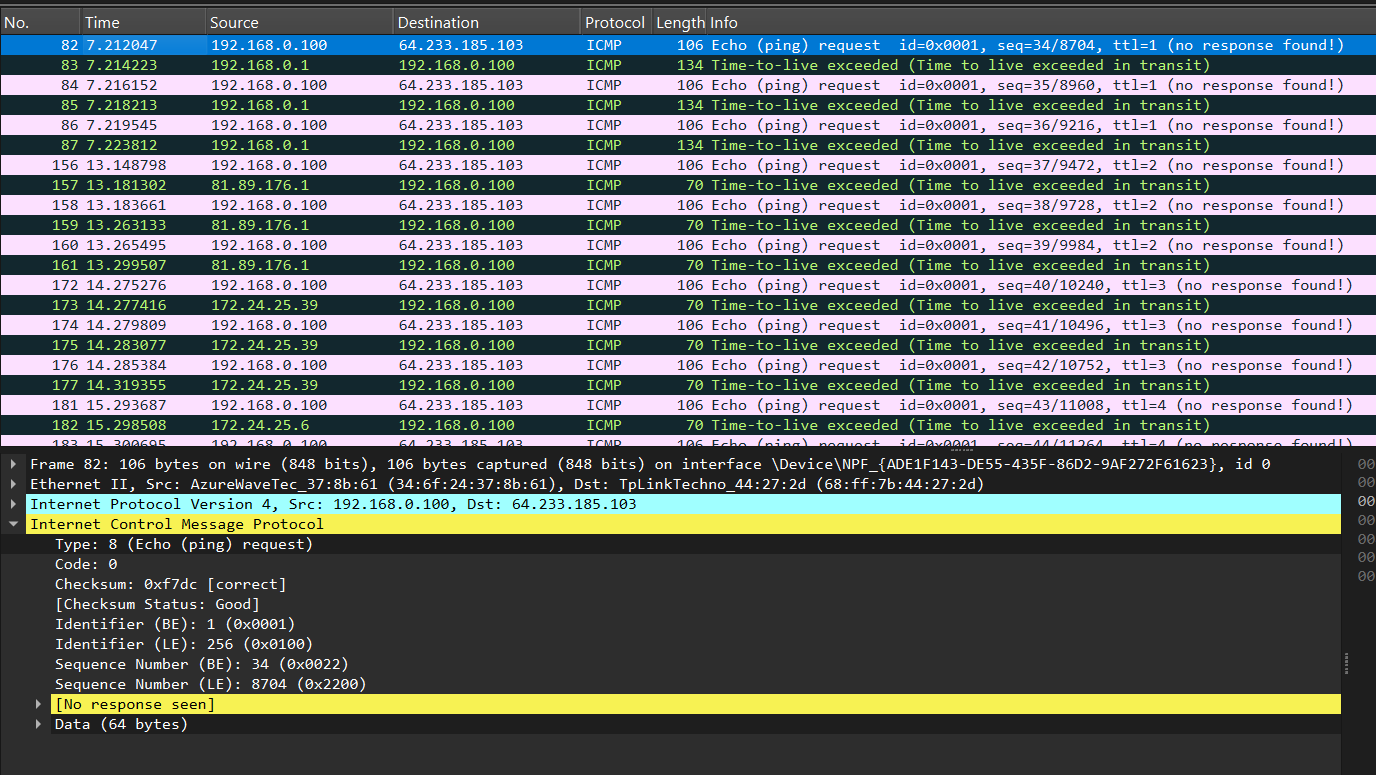 No. Time Source Destination Protocol Length Info
82 7.212047 192.168.0.100 64.233.185.103 ICMP 106 Echo (ping) request id=0x0001, seq=34/8704, ttl=1 (no response found!)
83 7.214223 192.168.0.1 192.168.0.100 ICMP 134 Time-to-live exceeded (Time to live exceeded in transit)
84 7.216152 192.168.0.100 64.233.185.103 ICMP 106 Echo (ping) request id=0x0001, seq=35/8960, ttl=1 (no response found!)
85 7.218213 192.168.0.1 192.168.0.100 ICMP 134 Time-to-live exceeded (Time to live exceeded in transit)
86 7.219545 192.168.0.100 64.233.185.103 ICMP 106 Echo (ping) request id=0x0001, seq=36/9216, ttl=1 (no response found!)
87 7.223812 192.168.0.1 192.168.0.100 ICMP 134 Time-to-live exceeded (Time to live exceeded in transit)
156 13.148798 192.168.0.100 64.233.185.103 ICMP 106 Echo (ping) request id=0x0001, seq=37/9472, ttl=2 (no response found!)
157 13.181302 81.89.176.1 192.168.0.100 ICMP 70 Time-to-live exceeded (Time to live exceeded in transit)
158 13.183661 192.168.0.100 64.233.185.103 ICMP 106 Echo (ping) request id=0x0001, seq=38/9728, ttl=2 (no response found!)
159 13.263133 81.89.176.1 192.168.0.100 ICMP 70 Time-to-live exceeded (Time to live exceeded in transit)
160 13.265495 192.168.0.100 64.233.185.103 ICMP 106 Echo (ping) request id=0x0001, seq=39/9984, ttl=2 (no response found!)
161 13.299507 81.89.176.1 192.168.0.100 ICMP 70 Time-to-live exceeded (Time to live exceeded in transit)
172 14.275276 192.168.0.100 64.233.185.103 ICMP 106 Echo (ping) request id=0x0001, seq=40/10240, ttl=3 (no response found!)
173 14.277416 172.24.25.39 192.168.0.100 ICMP 70 Time-to-live exceeded (Time to live exceeded in transit)
174 14.279809 192.168.0.100 64.233.185.103 ICMP 106 Echo (ping) request id=0x0001, seq=41/10496, ttl=3 (no response found!)
175 14.283077 172.24.25.39 192.168.0.100 ICMP 70 Time-to-live exceeded (Time to live exceeded in transit)
176 14.285384 192.168.0.100 64.233.185.103 ICMP 106 Echo (ping) request id=0x0001, seq=42/10752, ttl=3 (no response found!)
177 14.319355 172.24.25.39 192.168.0.100 ICMP 70 Time-to-live exceeded (Time to live exceeded in transit)
181 15.293687 192.168.0.100 64.233.185.103 ICMP 106 Echo (ping) request id=0x0001, seq=43/11008, ttl=4 (no response found!)
182 15.298508 172.24.25.6 192.168.0.100 ICMP 70 Time-to-live exceeded (Time to live exceeded in transit)
183 15.300695 192.168.0.100 64.233.185.103 ICMP 106 Echo (ping) request id=0x0001, seq=44/11264, ttl=4 (no response found!)
Frame 82: 106 bytes on wire (848 bits), 106 bytes captured (848 bits) on interface \Device\NPF_{ADE1F143-DE55-435F-86D2-9AF272F61623}, id 0
Ethernet II, Src: AzureWaveTec_37:8b:61 (34:6f:24:37:8b:61), Dst: TpLinkTechno_44:27:2d (68:ff:7b:44:27:2d)
Internet Protocol Version 4, Src: 192.168.0.100, Dst: 64.233.185.103
Internet Control Message Protocol
Type: 8 (Echo (ping) request)
Code: 0
Checksum: 0xf7dc [correct]
[Checksum Status: Good]
Identifier (BE): 1 (0x0001)
Identifier (LE): 256 (0x0100)
Sequence Number (BE): 34 (0x0022)
Sequence Number (LE): 8704 (0x2200)
[No response seen]
Data (64 bytes)
00
00
00
00
00
00
00